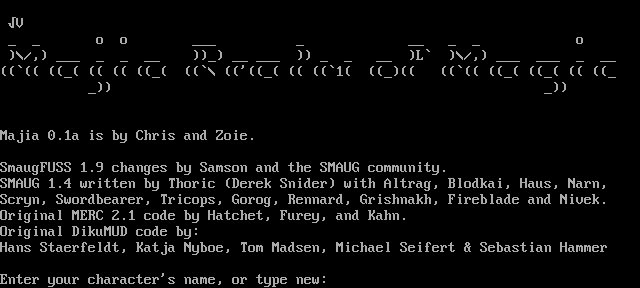 Majia 0.1a is by Chris and Zoie.
SmaugFUSS 1.9 changes by Samson and the SMAUG community.
SMAUG 1.4 written by Thoric (Derek Snider) with Altrag, Blodkai, Haus, Narn,
Scryn, Swordbearer, Tricops, Gorog, Rennard, Grishnakh, Fireblade and Nivek.
Original MERC 2.1 code by Hatchet, Furey, and Kahn.
Original DikuMUD code by:
Hans Staerfeldt, Katja Nyboe, Tom Madsen, Michael Seifert & Sebastian Hammer
Enter your character's name, or type new: